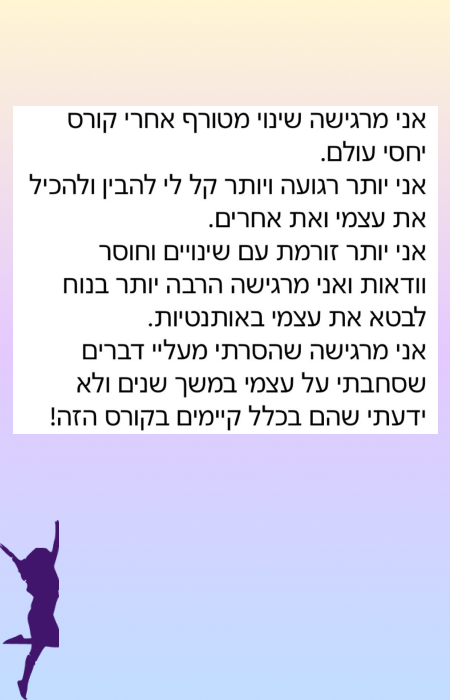 אני מרגישה שינוי מטורף אחרי קורס
יחסי עולם.
אני יותר רגועה ויותר קל לי להבין ולהכיל
את עצמי ואת אחרים.
אני יותר זורמת עם שינויים וחוסר
וודאות ואני מרגישה הרבה יותר בנוח
לבטא את עצמי באותנטיות.
אני מרגישה שהסרתי מעליי דברים
שסחבתי על עצמי במשך שנים ולא
ידעתי שהם בכלל קיימים בקורס הזה!